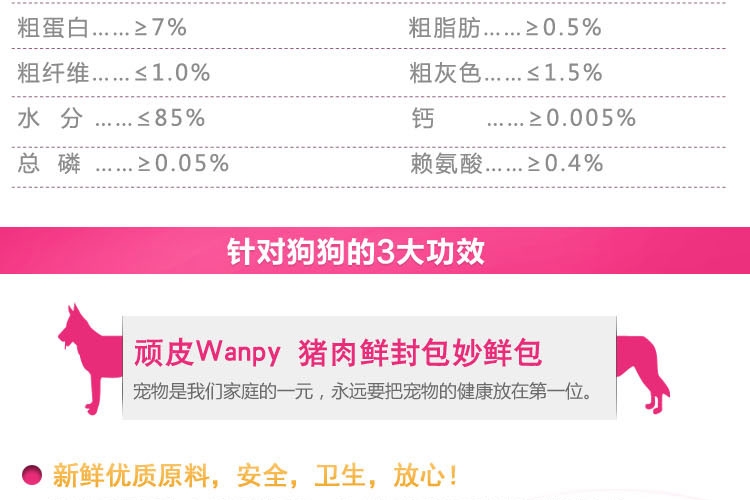 粗蛋白……≥7% 粗脂肪……≥0.5%
粗纤维……≤1.0% 粗灰色……≤1.5%
水 分 ……≤85% 钙 ……≥0.005%
总 磷 ……≥0.05% 赖氨酸……≥0.4%
针对狗狗的3大功效
顽皮Wanpy 猪肉鲜封包妙鲜包
宠物是我们家庭的一元，永远要把宠物的健康放在第一位。
新鲜优质原料，安全，卫生，放心！